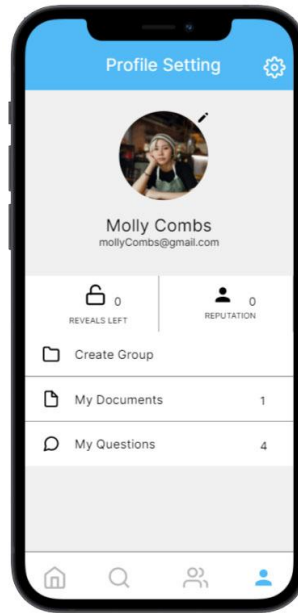 Profile Setting
Molly Combs
mollyCombs@gmail.com
0 0
REVEALS LEFT REPUTATION
Create Group
My Documents 1
My Questions 4